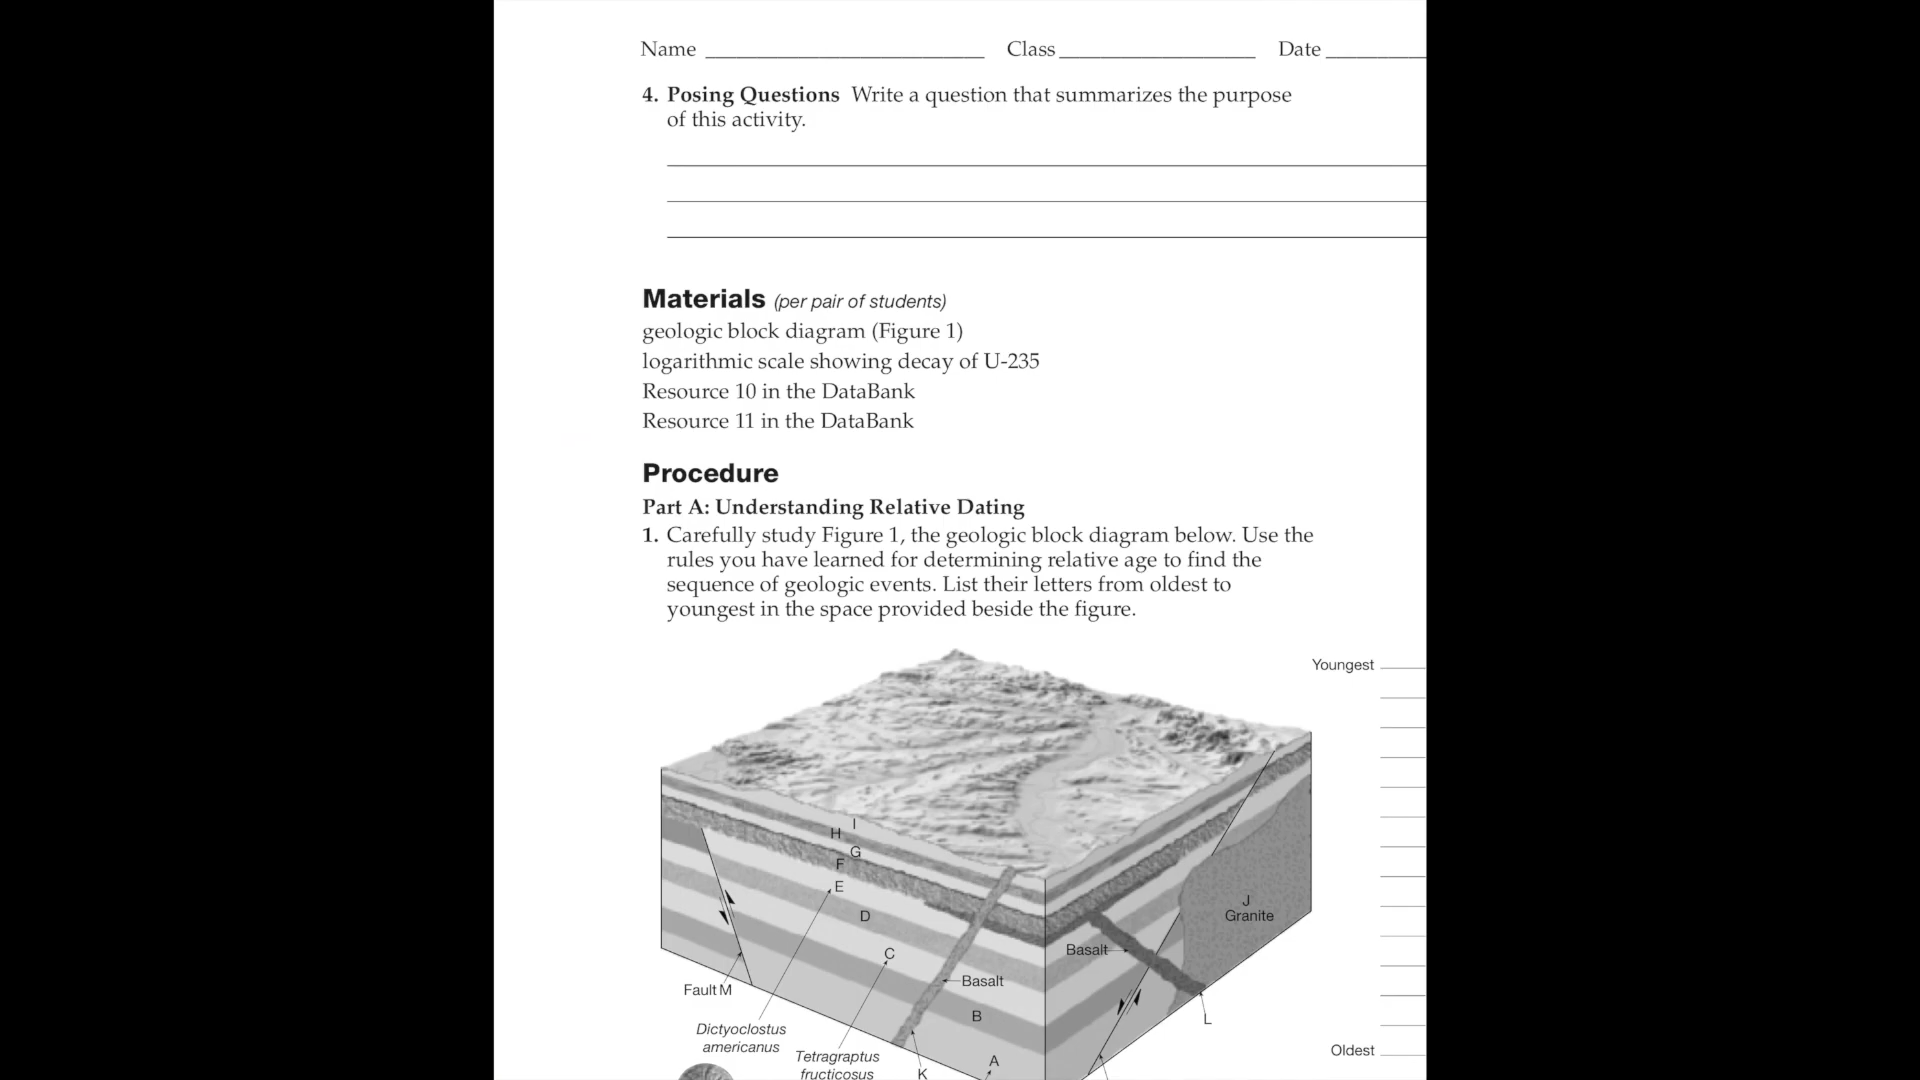 Name Class Date
4. Posing Questions Write a question that summarizes the purpose
of this activity.
Materials (per pair of students)
geologic block diagram (Figure 1)
logarithmic scale showing decay of U-235
Resource 10 in the DataBank
Resource 11 in the DataBank
Procedure
Part A: Understanding Relative Dating
1. Carefully study Figure 1, the geologic block diagram below. Use the
rules you have learned for determining relative age to find the
sequence of geologic events. List their letters from oldest to
youngest in the space provided beside the figure.
Youngest
I
H
G
F
E
D
C
J
Granite
Basalt
Basalt
Fault M
B
L
Dictyoclostus
americanus
Tetragraptus
fructicosus
A
K
Oldest